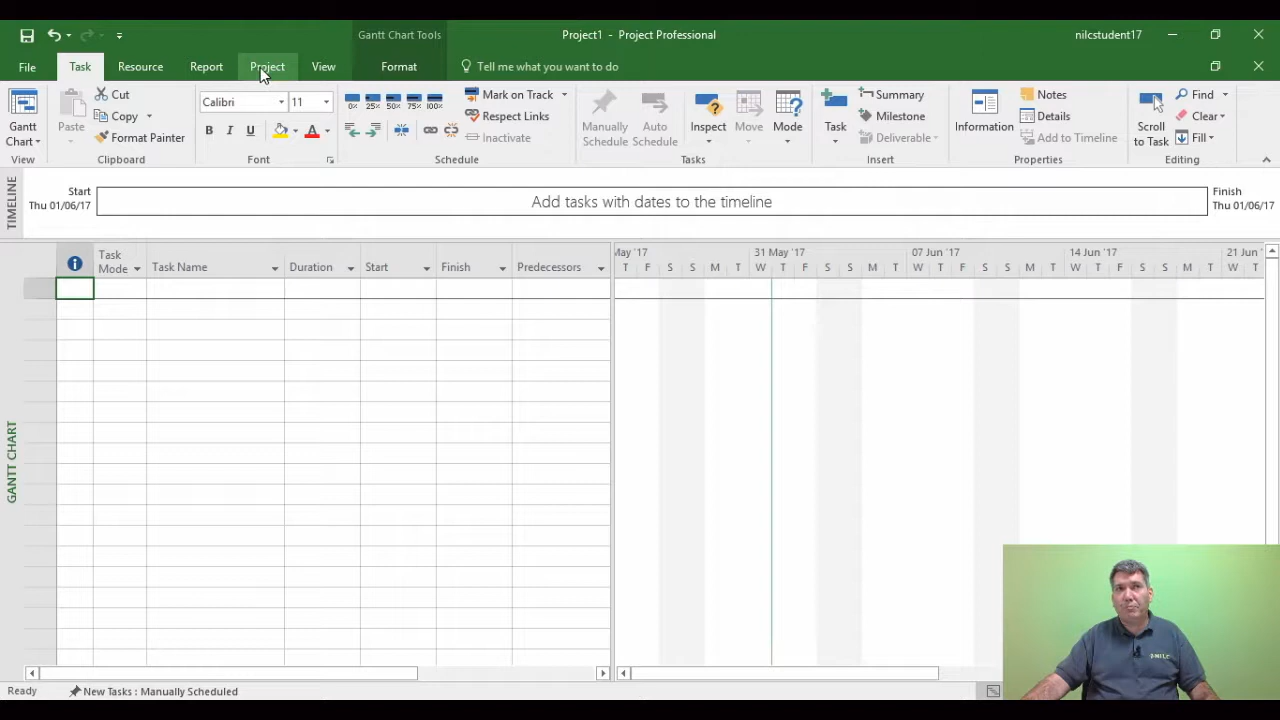 Gantt Chart Tools
Project1 - Project Professional
nilcstudent17
File Task Resource Report Project View Format Tell me what you want to do
Gantt Chart
View
Paste
Cut
Copy
Format Painter
Clipboard
Calibri 11
B I U A
Font
0% 25% 50% 75% 100%
Mark on Track
Respect Links
Inactivate
Schedule
Manually Schedule
Auto Schedule
Inspect
Move
Mode
Tasks
Task
Summary
Milestone
Deliverable
Insert
Information
Notes
Details
Add to Timeline
Properties
Scroll to Task
Find
Clear
Fill
Editing
TIMELINE
Start
Thu 01/06/17
Add tasks with dates to the timeline
Finish
Thu 01/06/17
GANTT CHART
Task Mode Task Name Duration Start Finish Predecessors
May '17 31 May '17 07 Jun '17 14 Jun '17 21 Jun '
T F S S M T W T F S S M T W T F S S M T W T F S S M T W T
Ready
New Tasks : Manually Scheduled